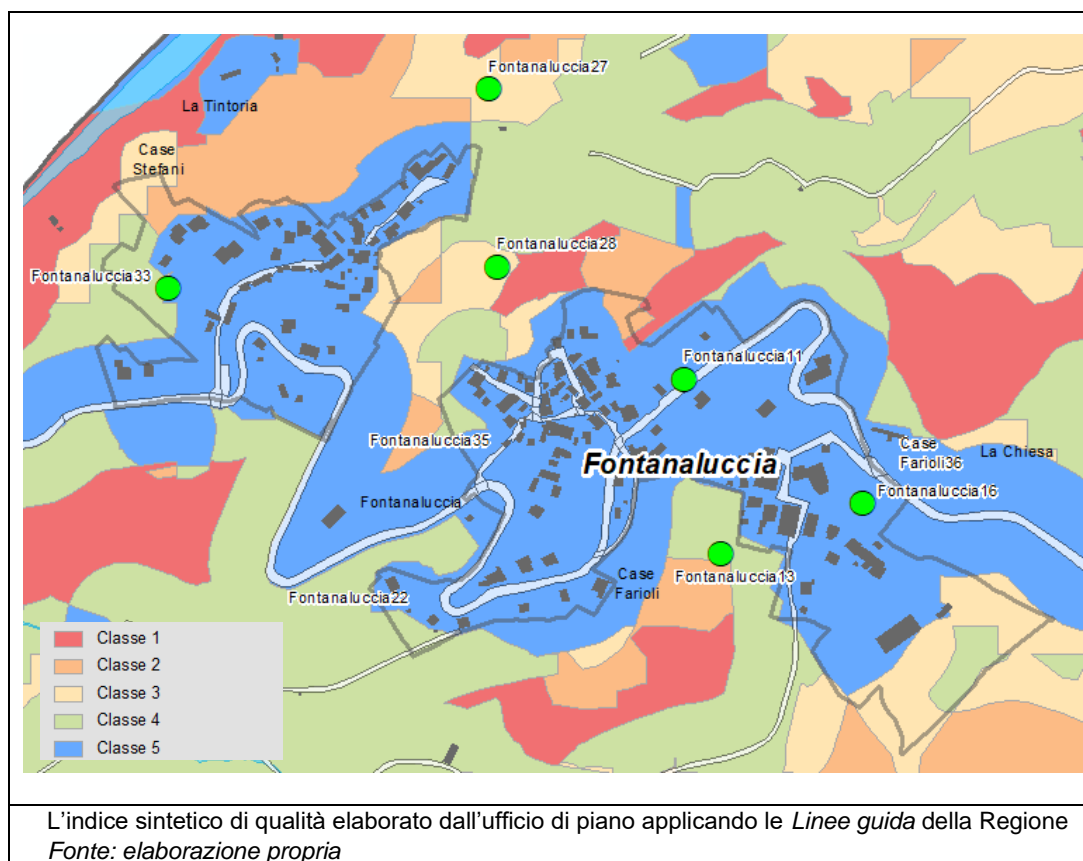 Fontanaluccia27
La Tintoria
Case
Stefani
Fontanaluccia28
Fontanaluccia33
Fontanaluccia11
Fontanaluccia35
Fontanaluccia
Case
Farioli36
La Chiesa
Fontanaluccia16
Fontanaluccia
Fontanaluccia13
Case
Farioli
Fontanaluccia22
Classe 1
Classe 2
Classe 3
Classe 4
Classe 5
L'indice sintetico di qualità elaborato dall'ufficio di piano applicando le Linee guida della Regione
Fonte: elaborazione propria